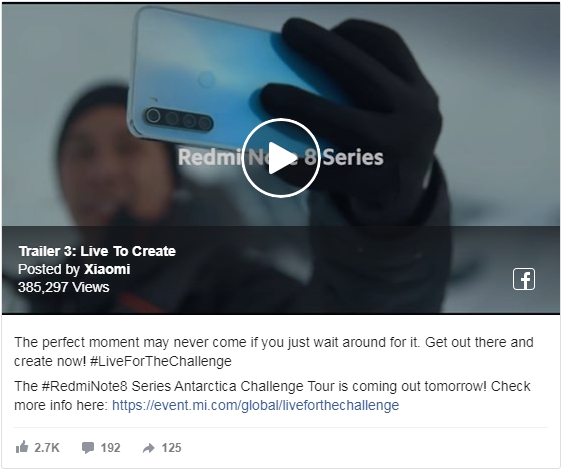 Redmi Note 8 Series
Trailer 3: Live To Create
Posted by Xiaomi
385,297 Views
The perfect moment may never come if you just wait around for it. Get out there and
create now! #LiveForTheChallenge
The #RedmiNote8 Series Antarctica Challenge Tour is coming out tomorrow! Check
more info here: https://event.mi.com/global/liveforthechallenge
2.7K 192 125